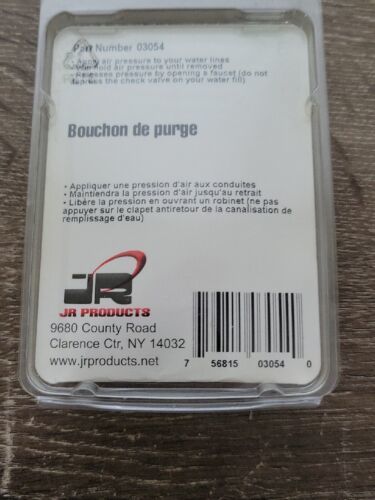 Part Number 03054
• Apply air pressure to your water lines
• Will hold air pressure until removed
• Release pressure by opening a faucet (do not
depress the check valve on your water fill).
Bouchon de purge
• Appliquer une pression d'air aux conduites
• Maintiendra la pression d'air jusqu'au retrait
• Libère la pression en ouvrant un robinet (ne pas
appuyer sur le clapet antiretour de la canalisation de
remplissage d'eau)
JR
JR PRODUCTS
9680 County Road
Clarence Ctr, NY 14032
www.jrproducts.net
7 56815 03054 0